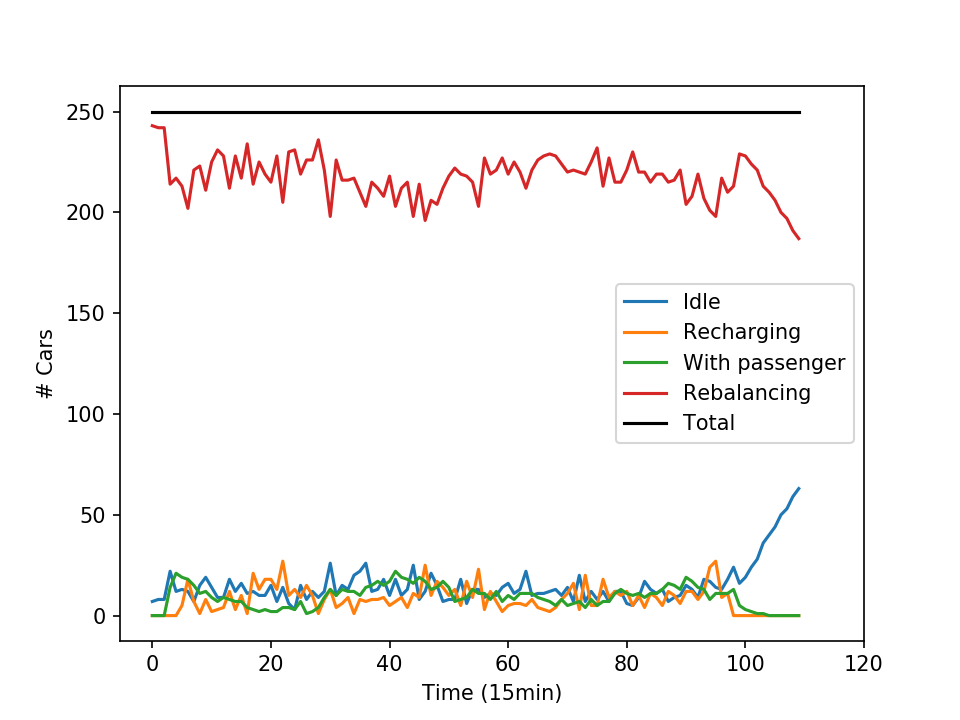 250
200
150
100
50
0
# Cars
0 20 40 60 80 100 120
Time (15min)
Idle
Recharging
With passenger
Rebalancing
Total